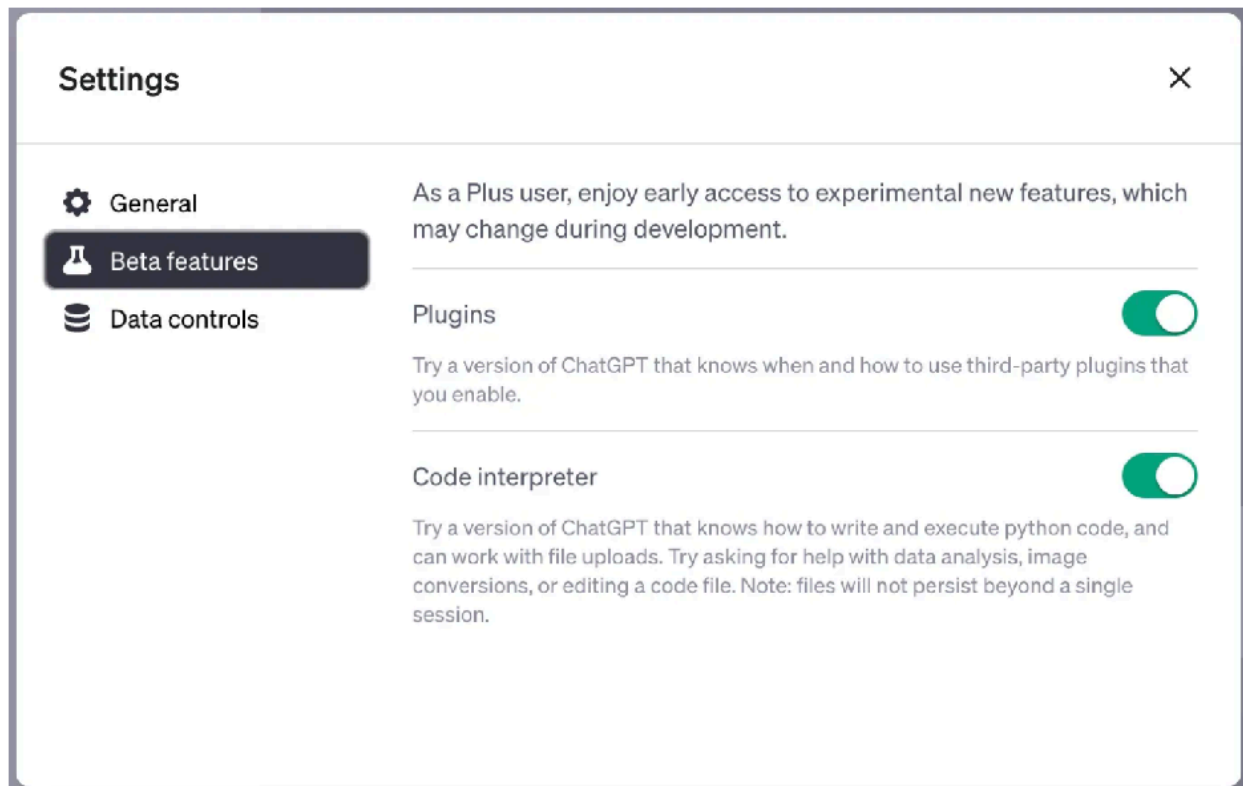 Settings
General
Beta features
Data controls
As a Plus user, enjoy early access to experimental new features, which
may change during development.
Plugins
Try a version of ChatGPT that knows when and how to use third-party plugins that
you enable.
Code interpreter
Try a version of ChatGPT that knows how to write and execute python code, and
can work with file uploads. Try asking for help with data analysis, image
conversions, or editing a code file. Note: files will not persist beyond a single
session.